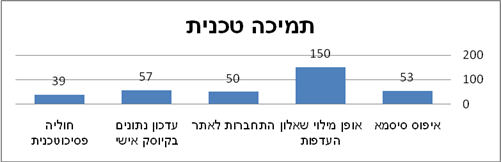 תמיכה טכנית
200
100
0
53
150
50
57
39
איפוס סיסמא
אופן מילוי שאלון
העדפות
התחברות לאתר
עדכון נתונים
בקיוסק אישי
חוליה
פסיכוטכנית